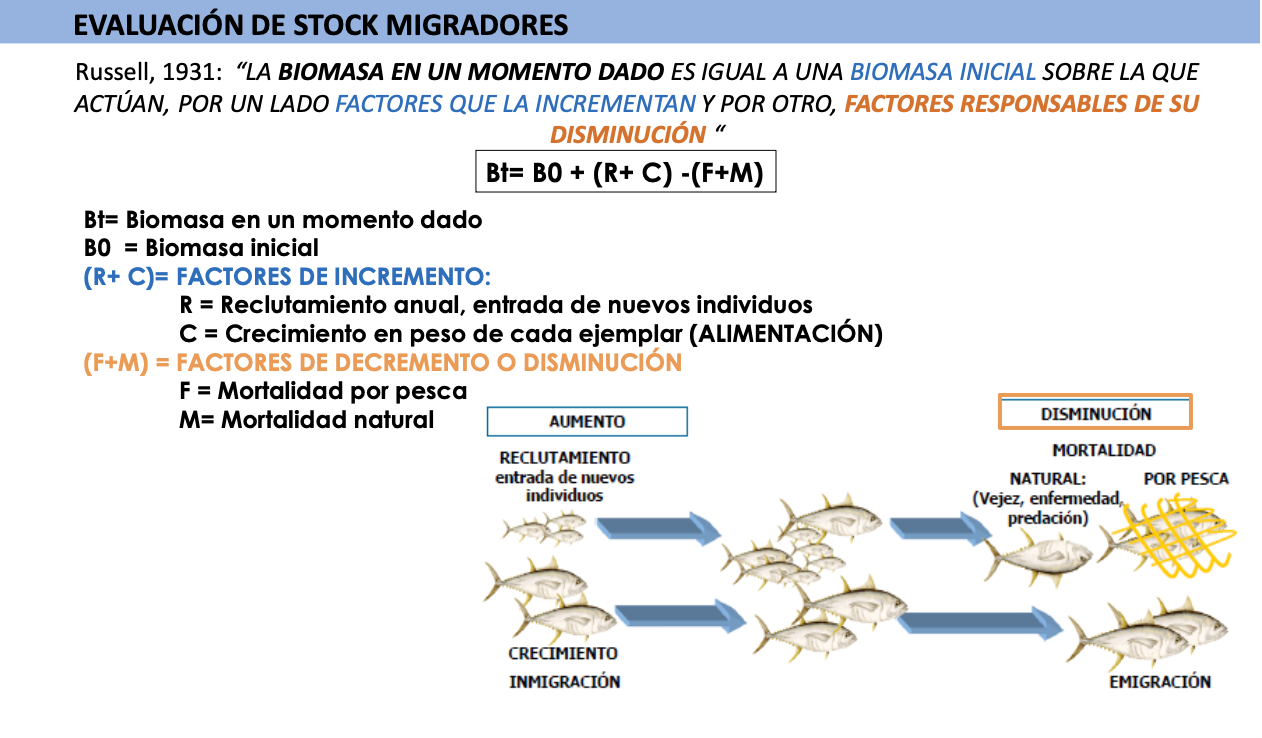 EVALUACIÓN DE STOCK MIGRADORES
Russell, 1931: “LA BIOMASA EN UN MOMENTO DADO ES IGUAL A UNA BIOMASA INICIAL SOBRE LA QUE
ACTÚAN, POR UN LADO FACTORES QUE LA INCREMENTAN Y POR OTRO, FACTORES RESPONSABLES DE SU
DISMINUCIÓN “
Bt= B0 + (R+ C) -(F+M)
Bt= Biomasa en un momento dado
B0 = Biomasa inicial
(R+ C)= FACTORES DE INCREMENTO:
R = Reclutamiento anual, entrada de nuevos individuos
C = Crecimiento en peso de cada ejemplar (ALIMENTACIÓN)
(F+M) = FACTORES DE DECREMENTO O DISMINUCIÓN
F = Mortalidad por pesca
M= Mortalidad natural
AUMENTO
RECLUTAMIENTO
entrada de nuevos
individuos
CRECIMIENTO
INMIGRACIÓN
DISMINUCIÓN
MORTALIDAD
NATURAL:
(Vejez, enfermedad,
predación)
POR PESCA
EMIGRACIÓN